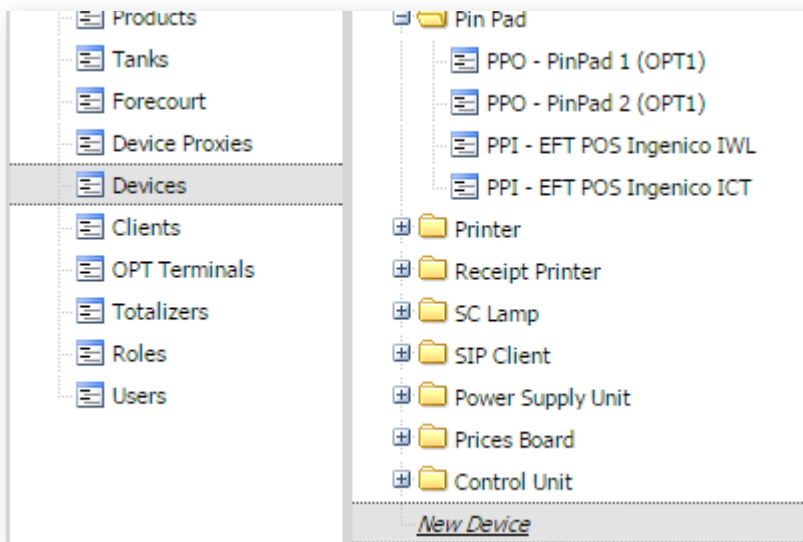 Products
Tanks
Forecourt
Device Proxies
Devices
Clients
OPT Terminals
Totalizers
Roles
Users
Pin Pad
PPO - PinPad 1 (OPT1)
PPO - PinPad 2 (OPT1)
PPI - EFT POS Ingenico IWL
PPI - EFT POS Ingenico ICT
Printer
Receipt Printer
SC Lamp
SIP Client
Power Supply Unit
Prices Board
Control Unit
New Device